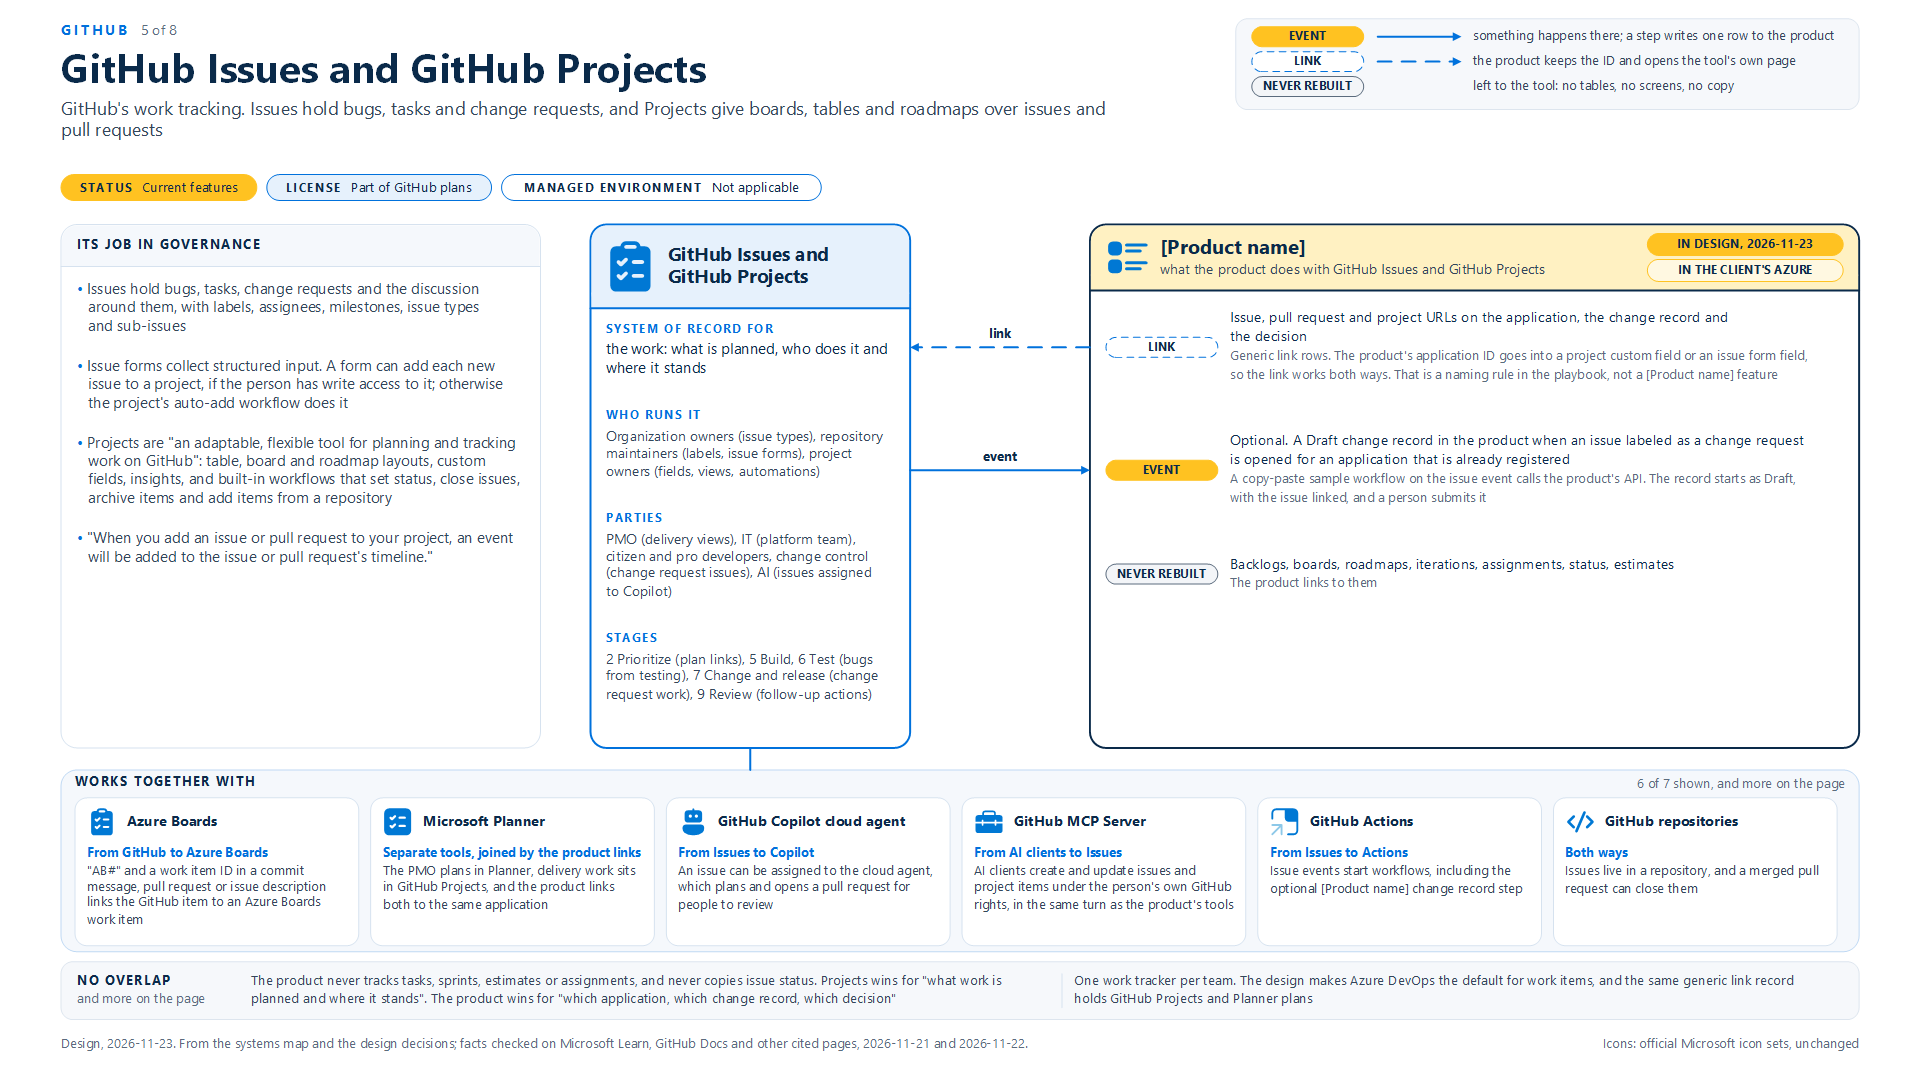 GITHUB 5 of 8
GitHub Issues and GitHub Projects
GitHub's work tracking. Issues hold bugs, tasks and change requests, and Projects give boards, tables and roadmaps over issues and
pull requests
EVENT something happens there; a step writes one row to the product
LINK the product keeps the ID and opens the tool's own page
NEVER REBUILT left to the tool: no tables, no screens, no copy
STATUS Current features
LICENSE Part of GitHub plans
MANAGED ENVIRONMENT Not applicable
ITS JOB IN GOVERNANCE
• Issues hold bugs, tasks, change requests and the discussion
around them, with labels, assignees, milestones, issue types
and sub-issues
• Issue forms collect structured input. A form can add each new
issue to a project, if the person has write access to it; otherwise
the project's auto-add workflow does it
• Projects are "an adaptable, flexible tool for planning and tracking
work on GitHub": table, board and roadmap layouts, custom
fields, insights, and built-in workflows that set status, close issues,
archive items and add items from a repository
• "When you add an issue or pull request to your project, an event
will be added to the issue or pull request's timeline."
GitHub Issues and
GitHub Projects
SYSTEM OF RECORD FOR
the work: what is planned, who does it and
where it stands
WHO RUNS IT
Organization owners (issue types), repository
maintainers (labels, issue forms), project
owners (fields, views, automations)
PARTIES
PMO (delivery views), IT (platform team),
citizen and pro developers, change control
(change request issues), AI (issues assigned
to Copilot)
STAGES
2 Prioritize (plan links), 5 Build, 6 Test (bugs
from testing), 7 Change and release (change
request work), 9 Review (follow-up actions)
link
event
[Product name]
what the product does with GitHub Issues and GitHub Projects
IN DESIGN, 2026-11-23
IN THE CLIENT'S AZURE
LINK
Issue, pull request and project URLs on the application, the change record and
the decision
Generic link rows. The product's application ID goes into a project custom field or an issue form field,
so the link works both ways. That is a naming rule in the playbook, not a [Product name] feature
EVENT
Optional. A Draft change record in the product when an issue labeled as a change request
is opened for an application that is already registered
A copy-paste sample workflow on the issue event calls the product's API. The record starts as Draft,
with the issue linked, and a person submits it
NEVER REBUILT
Backlogs, boards, roadmaps, iterations, assignments, status, estimates
The product links to them
WORKS TOGETHER WITH
6 of 7 shown, and more on the page
Azure Boards
From GitHub to Azure Boards
"AB#" and a work item ID in a commit
message, pull request or issue description
links the GitHub item to an Azure Boards
work item
Microsoft Planner
Separate tools, joined by the product links
The PMO plans in Planner, delivery work sits
in GitHub Projects, and the product links
both to the same application
GitHub Copilot cloud agent
From Issues to Copilot
An issue can be assigned to the cloud agent,
which plans and opens a pull request for
people to review
GitHub MCP Server
From AI clients to Issues
AI clients create and update issues and
project items under the person's own GitHub
rights, in the same turn as the product's tools
GitHub Actions
From Issues to Actions
Issue events start workflows, including the
optional [Product name] change record step
GitHub repositories
Both ways
Issues live in a repository, and a merged pull
request can close them
NO OVERLAP
and more on the page
The product never tracks tasks, sprints, estimates or assignments, and never copies issue status. Projects wins for "what work is
planned and where it stands". The product wins for "which application, which change record, which decision"
One work tracker per team. The design makes Azure DevOps the default for work items, and the same generic link record
holds GitHub Projects and Planner plans
Design, 2026-11-23. From the systems map and the design decisions; facts checked on Microsoft Learn, GitHub Docs and other cited pages, 2026-11-21 and 2026-11-22.
Icons: official Microsoft icon sets, unchanged